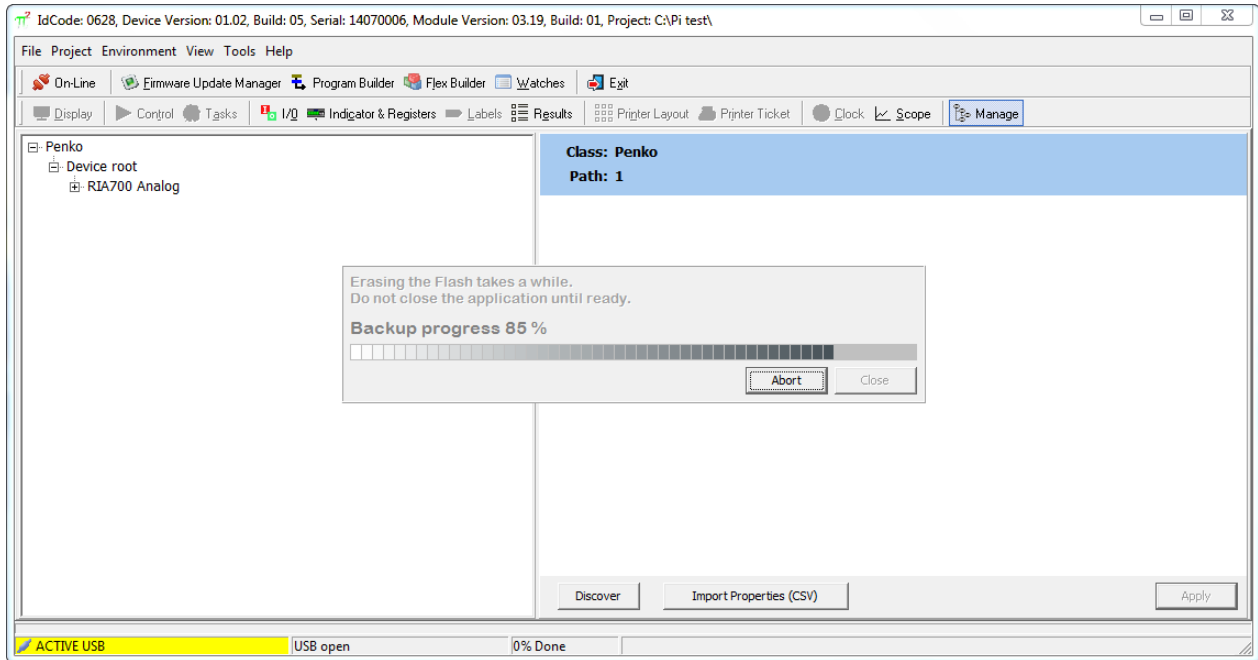 π² IdCode: 0628, Device Version: 01.02, Build: 05, Serial: 14070006, Module Version: 03.19, Build: 01, Project: C:\Pi test\
File Project Environment View Tools Help
On-Line Firmware Update Manager Program Builder Flex Builder Watches Exit
Display Control Tasks I/O Indicator & Registers Labels Results Printer Layout Printer Ticket Clock Scope Manage
Penko
Device root
RIA700 Analog
Class: Penko
Path: 1
Erasing the Flash takes a while.
Do not close the application until ready.
Backup progress 85 %
Abort Close
Discover Import Properties (CSV) Apply
ACTIVE USB USB open 0% Done